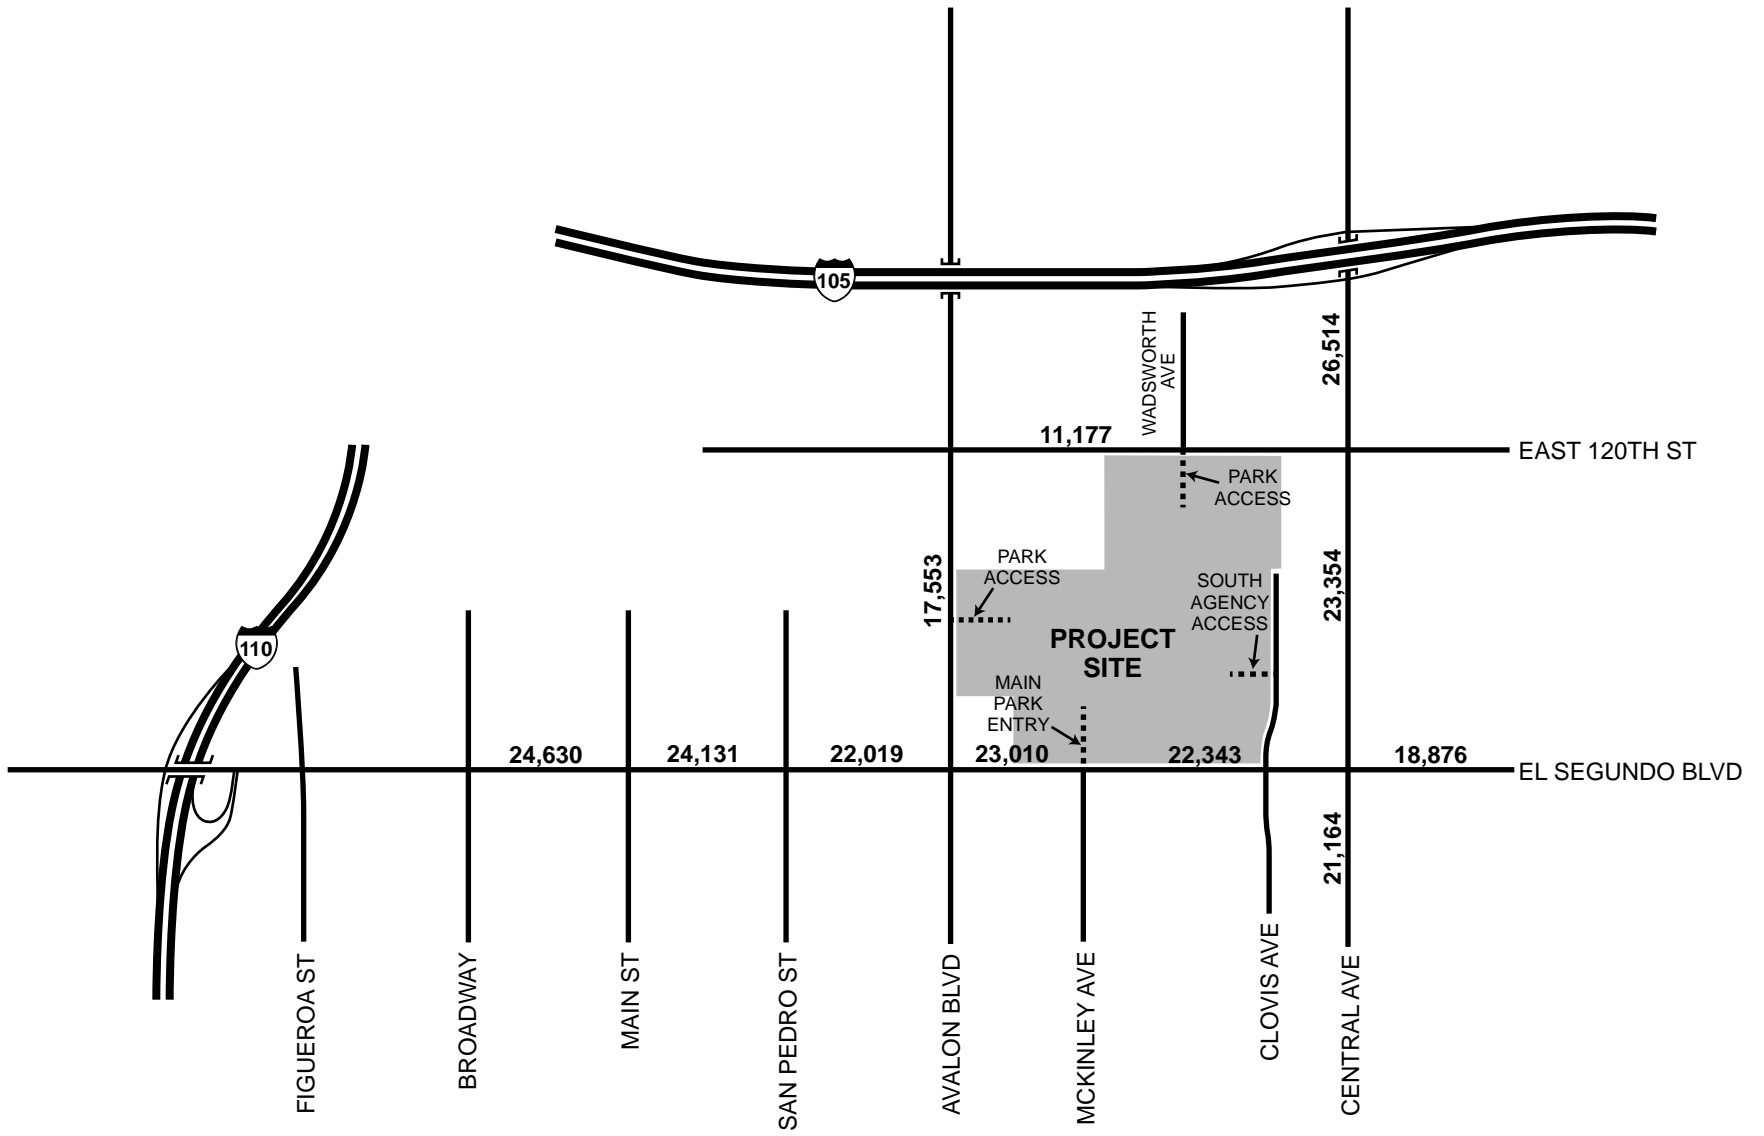 105
WADSWORTH
AVE
26,514
11,177
EAST 120TH ST
PARK
ACCESS
17,553
PARK
ACCESS
SOUTH
AGENCY
ACCESS
23,354
110
PROJECT
SITE
MAIN
PARK
ENTRY
24,630
24,131
22,019
23,010
22,343
18,876
EL SEGUNDO BLVD
21,164
FIGUEROA ST
BROADWAY
MAIN ST
SAN PEDRO ST
AVALON BLVD
MCKINLEY AVE
CLOVIS AVE
CENTRAL AVE